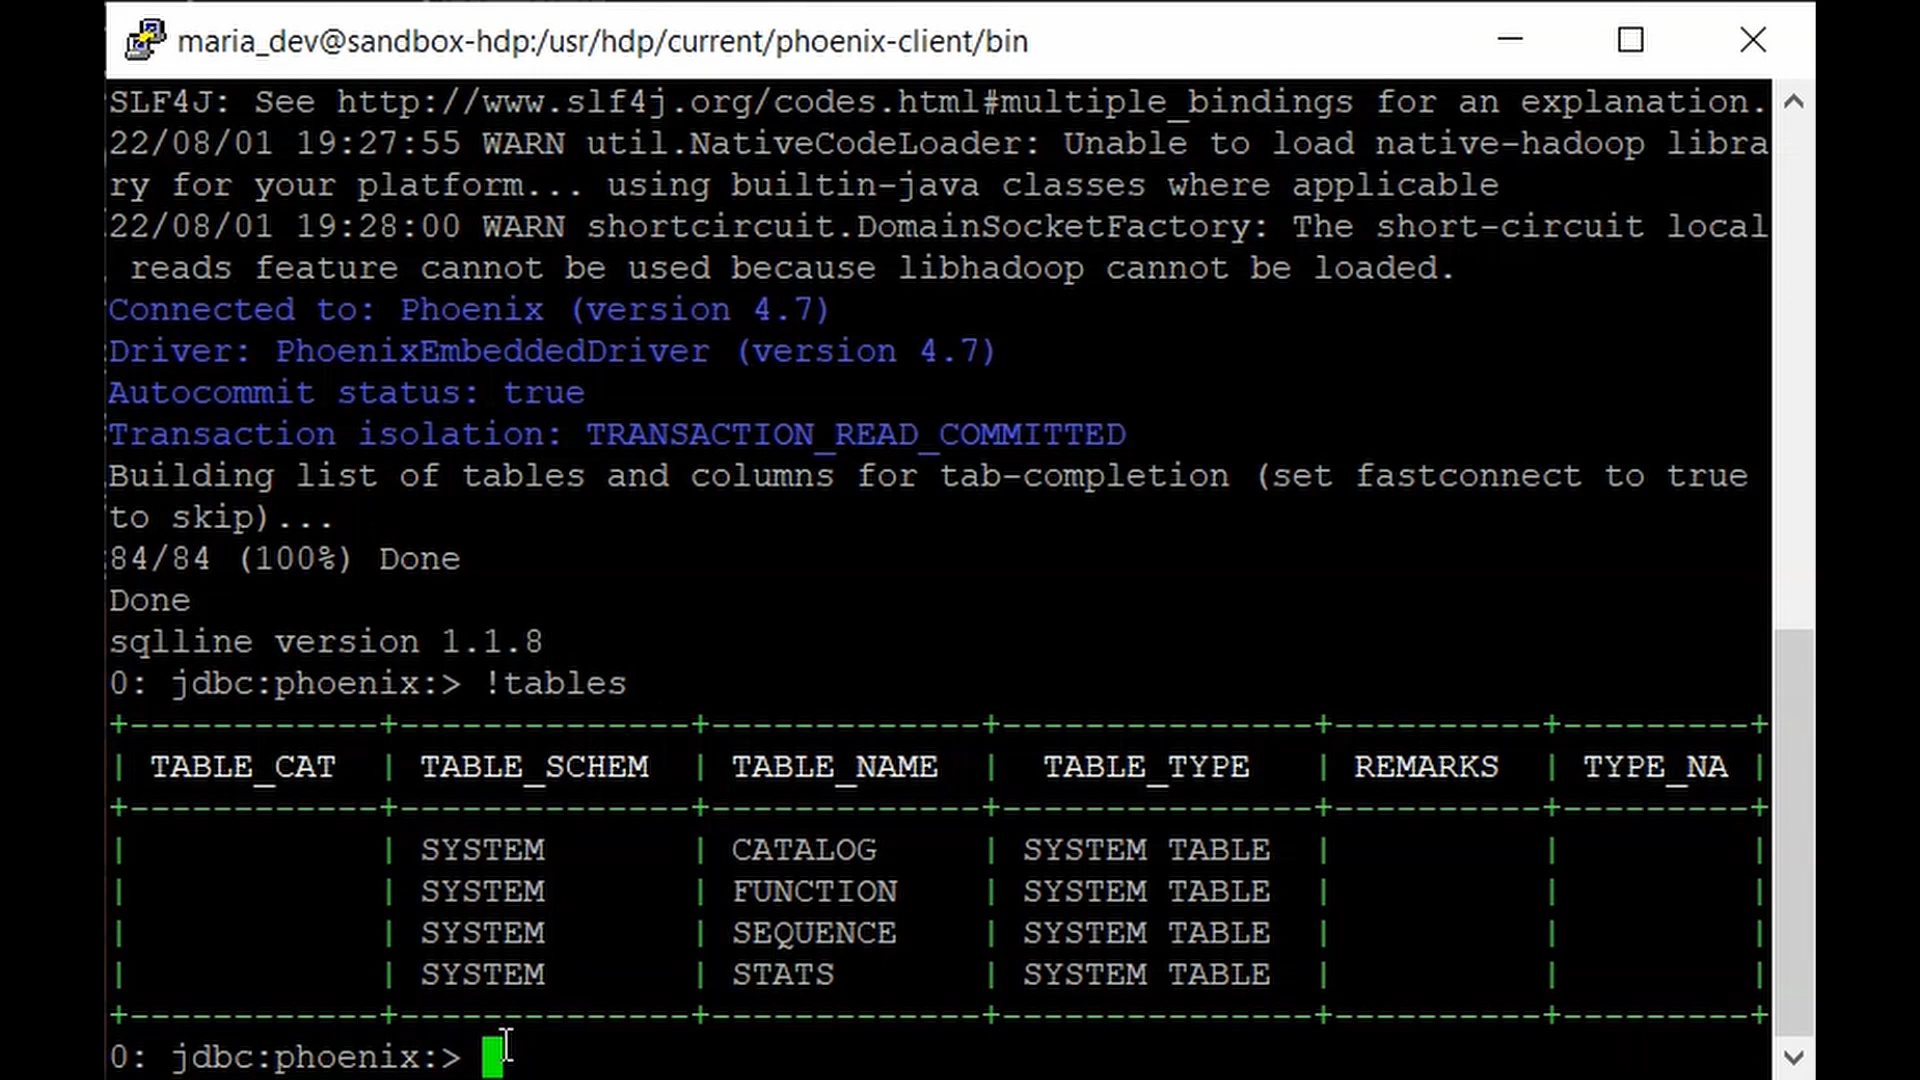 maria_dev@sandbox-hdp:/usr/hdp/current/phoenix-client/bin
SLF4J: See http://www.slf4j.org/codes.html#multiple_bindings for an explanation.
22/08/01 19:27:55 WARN util.NativeCodeLoader: Unable to load native-hadoop libra
ry for your platform... using builtin-java classes where applicable
22/08/01 19:28:00 WARN shortcircuit.DomainSocketFactory: The short-circuit local
 reads feature cannot be used because libhadoop cannot be loaded.
Connected to: Phoenix (version 4.7)
Driver: PhoenixEmbeddedDriver (version 4.7)
Autocommit status: true
Transaction isolation: TRANSACTION_READ_COMMITTED
Building list of tables and columns for tab-completion (set fastconnect to true
to skip)...
84/84 (100%) Done
Done
sqlline version 1.1.8
0: jdbc:phoenix:> !tables
+------------+--------------+-------------+---------------+----------+---------+
| TABLE_CAT | TABLE_SCHEM | TABLE_NAME | TABLE_TYPE | REMARKS | TYPE_NA |
+------------+--------------+-------------+---------------+----------+---------+
| | SYSTEM | CATALOG | SYSTEM TABLE | | |
| | SYSTEM | FUNCTION | SYSTEM TABLE | | |
| | SYSTEM | SEQUENCE | SYSTEM TABLE | | |
| | SYSTEM | STATS | SYSTEM TABLE | | |
+------------+--------------+-------------+---------------+----------+---------+
0: jdbc:phoenix:>